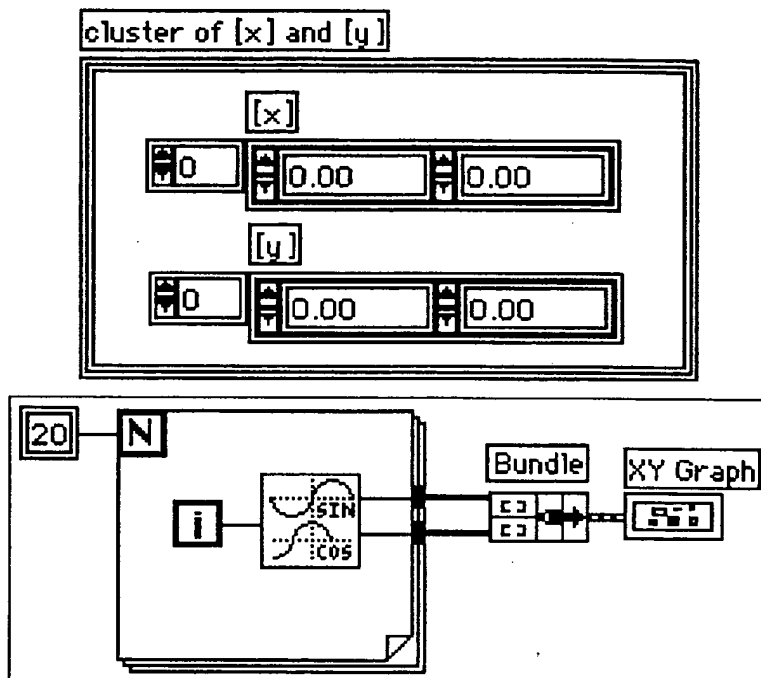 cluster of [x] and [y]
[x]
0 0.00 0.00
[y]
0 0.00 0.00
20 N
Bundle
XY Graph
i
SIN
COS